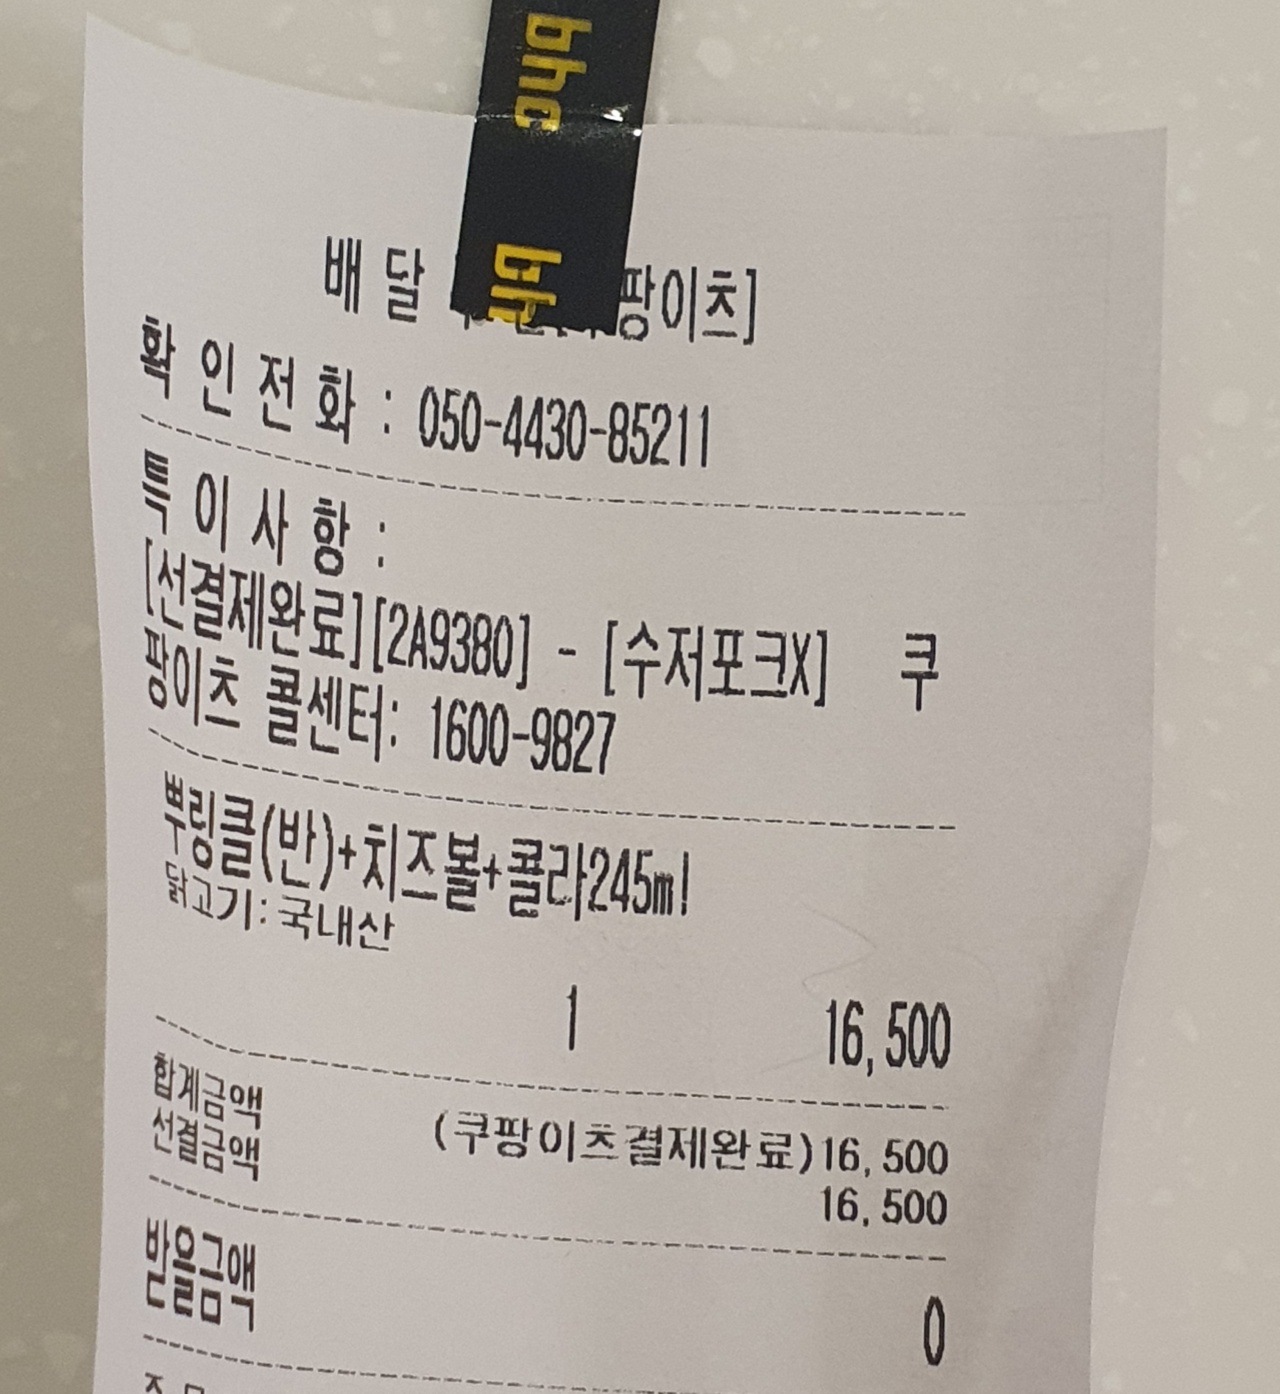 bhc
bh
배 달
팡이츠]
확 인 전 화 : 050-4430-85211
특 이 사 항 :
[선결제완료][2A9380] - [수저포크X] 쿠
팡이츠 콜센터: 1600-9827
뿌링클(반)+치즈볼+콜라245ml
닭고기: 국내산
1 16,500
합계금액 (쿠팡이츠결제완료)16,500
선결금액 16,500
받을금액 0